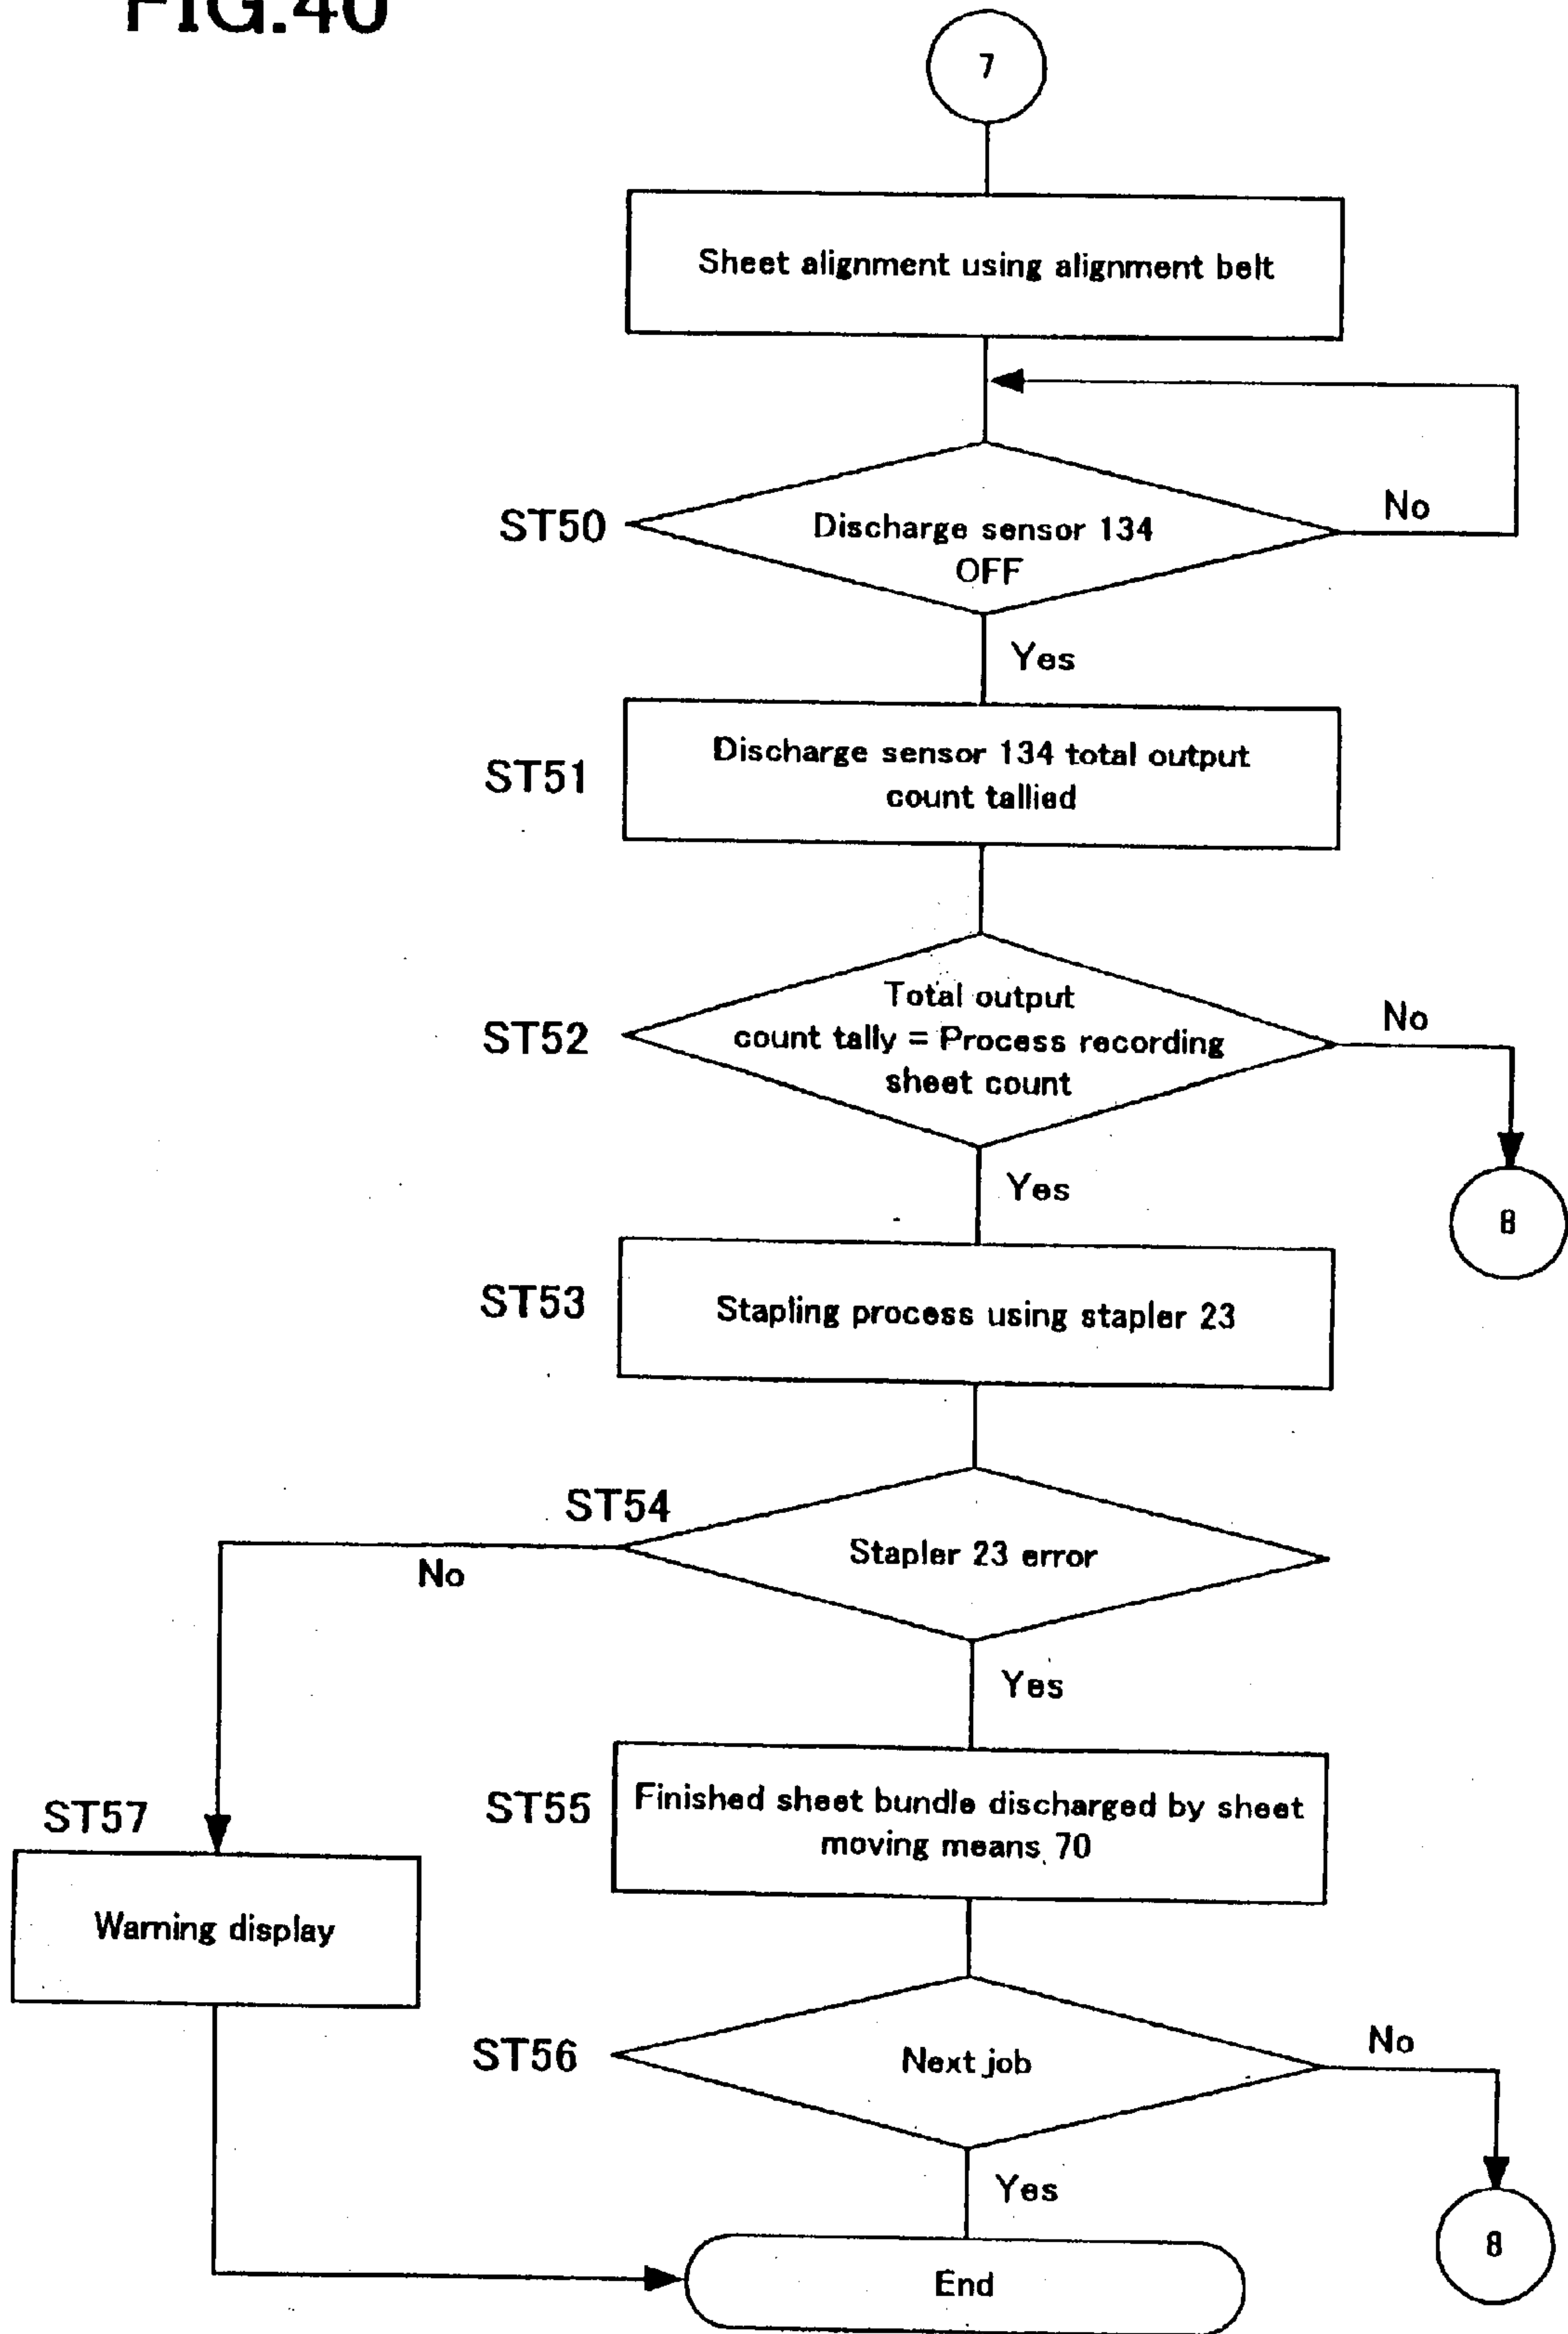 FIG.40
7
Sheet alignment using alignment belt
ST50
Discharge sensor 134
OFF
No
Yes
ST51
Discharge sensor 134 total output
count tallied
ST52
Total output
count tally = Process recording
sheet count
No
Yes
8
ST53
Stapling process using stapler 23
ST54
Stapler 23 error
No
Yes
ST55
Finished sheet bundle discharged by sheet
moving means 70
ST57
Warning display
ST56
Next job
No
Yes
8
End